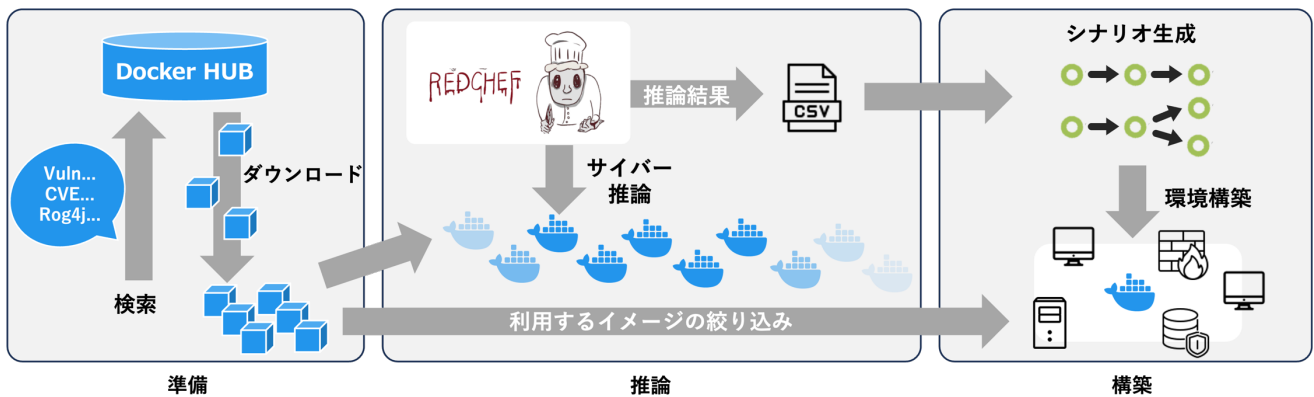 Docker HUB
Vuln...
CVE...
Rog4j...
ダウンロード
検索
準備
REDCHEF
推論結果
CSV
サイバー
推論
利用するイメージの絞り込み
推論
シナリオ生成
環境構築
構築